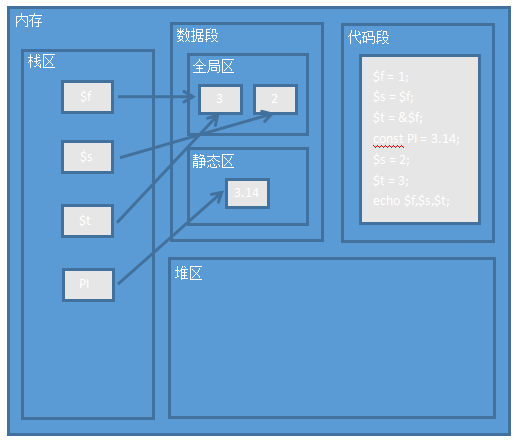 内存
栈区
$f
$s
$t
PI
数据段
全局区
3
2
静态区
3.14
代码段
$f = 1;
$s = $f;
$t = &$f;
const PI = 3.14;
$s = 2;
$t = 3;
echo $f,$s,$t;
堆区